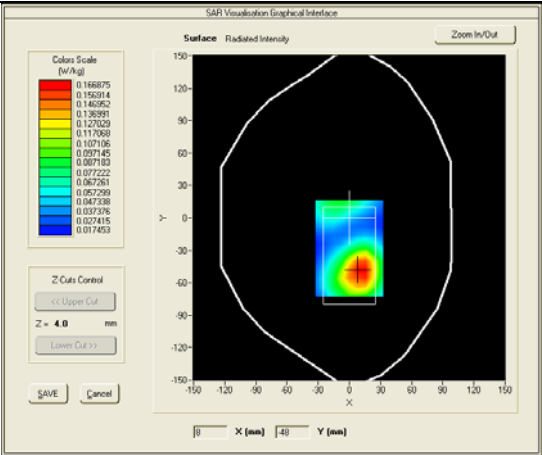 SAR Visualisation Graphical Interface
Surface Radiated Intensity
Zoom In/Out
Colors Scale
(W/kg)
0.166875
0.156914
0.146952
0.136991
0.127029
0.117068
0.107106
0.097145
0.087183
0.077222
0.067261
0.057299
0.047338
0.037376
0.027415
0.017453
Z-Cuts Control
<< Upper Cut
Z = 4.0 mm
Lower Cut >>
SAVE Cancel
150
120
90
60
30
0
-30
-60
-90
-120
-150
Y
-150 -120 -90 -60 -30 0 30 60 90 120 150
X
8 X (mm) -48 Y (mm)